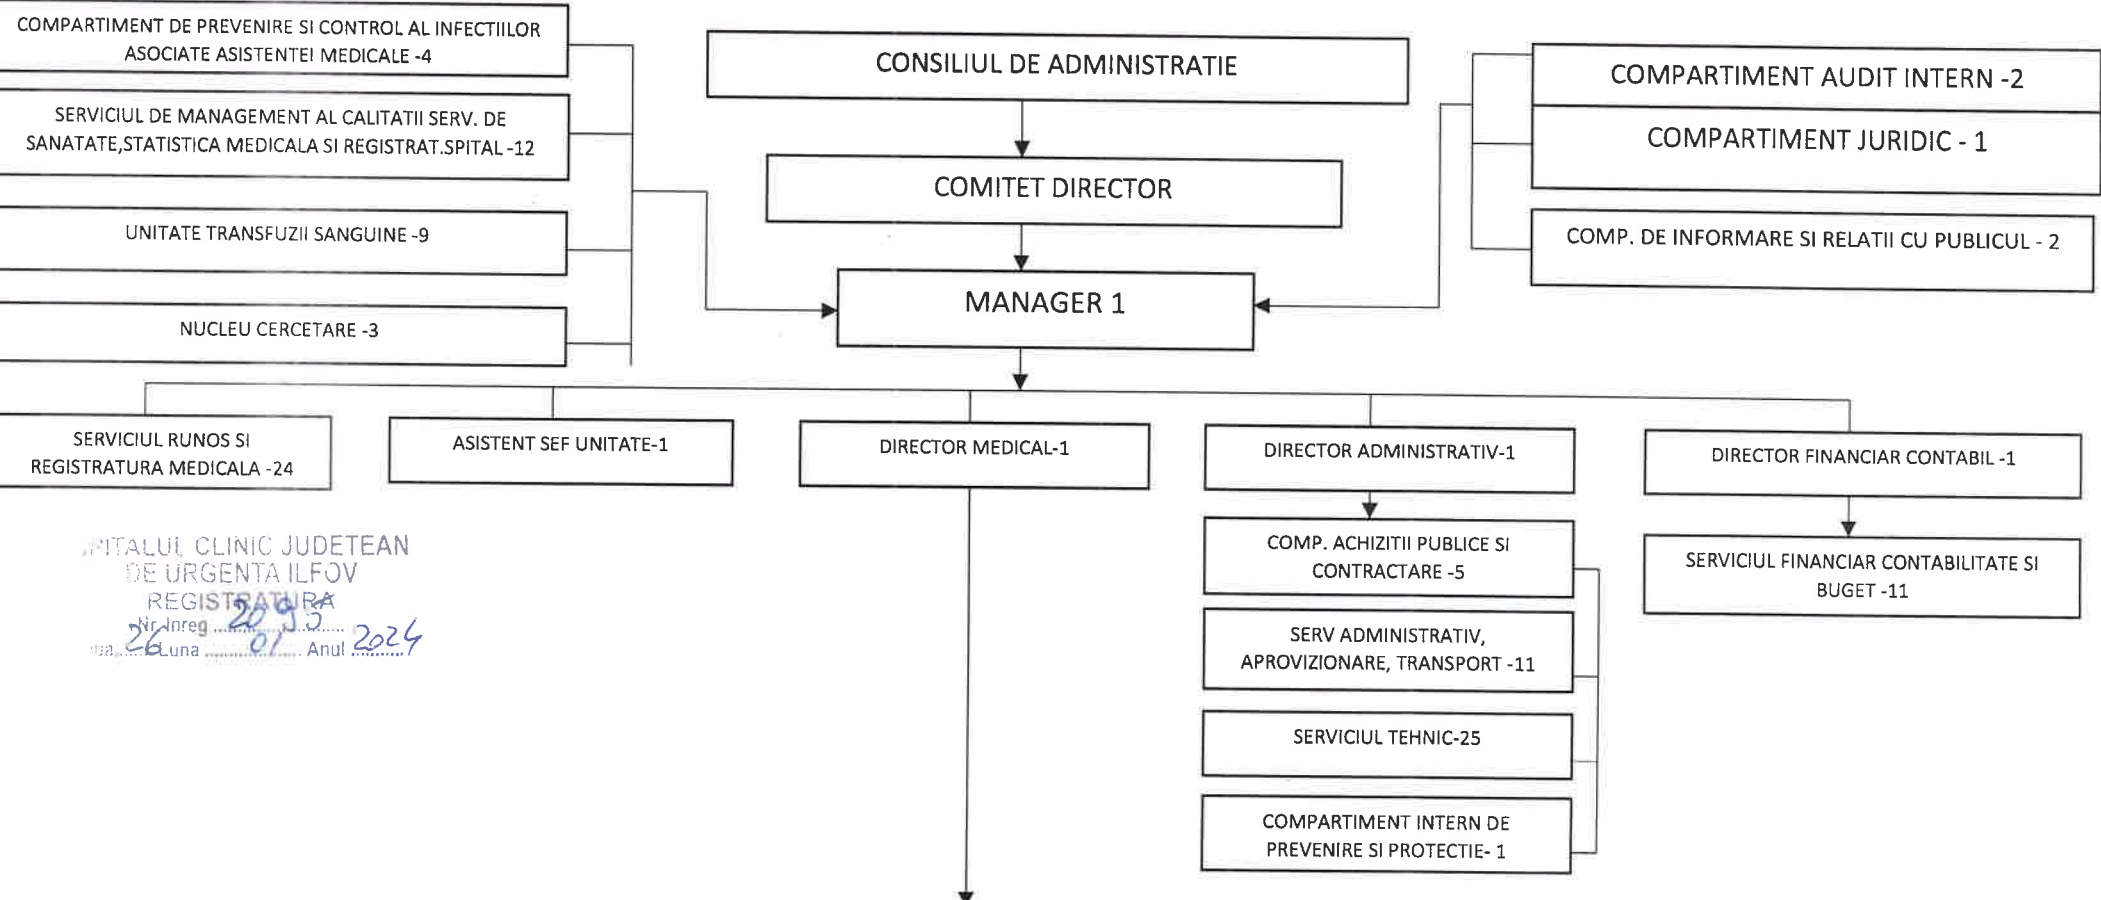 COMPARTIMENT DE PREVENIRE SI CONTROL AL INFECTIILOR
ASOCIATE ASISTENTEI MEDICALE -4
SERVICIUL DE MANAGEMENT AL CALITATII SERV. DE
SANATATE,STATISTICA MEDICALA SI REGISTRAT.SPITAL -12
UNITATE TRANSFUZII SANGUINE -9
NUCLEU CERCETARE -3
CONSILIUL DE ADMINISTRATIE
COMITET DIRECTOR
MANAGER 1
COMPARTIMENT AUDIT INTERN -2
COMPARTIMENT JURIDIC - 1
COMP. DE INFORMARE SI RELATII CU PUBLICUL - 2
SERVICIUL RUNOS SI
REGISTRATURA MEDICALA -24
ASISTENT SEF UNITATE-1
DIRECTOR MEDICAL-1
DIRECTOR ADMINISTRATIV-1
DIRECTOR FINANCIAR CONTABIL -1
COMP. ACHIZITII PUBLICE SI
CONTRACTARE -5
SERV ADMINISTRATIV,
APROVIZIONARE, TRANSPORT -11
SERVICIUL TEHNIC-25
COMPARTIMENT INTERN DE
PREVENIRE SI PROTECTIE- 1
SERVICIUL FINANCIAR CONTABILITATE SI
BUGET -11
SPITALUL CLINIC JUDETEAN
DE URGENTA ILFOV
REGISTRATURA
Nr. Inreg
26 Luna 01 Anul 2024